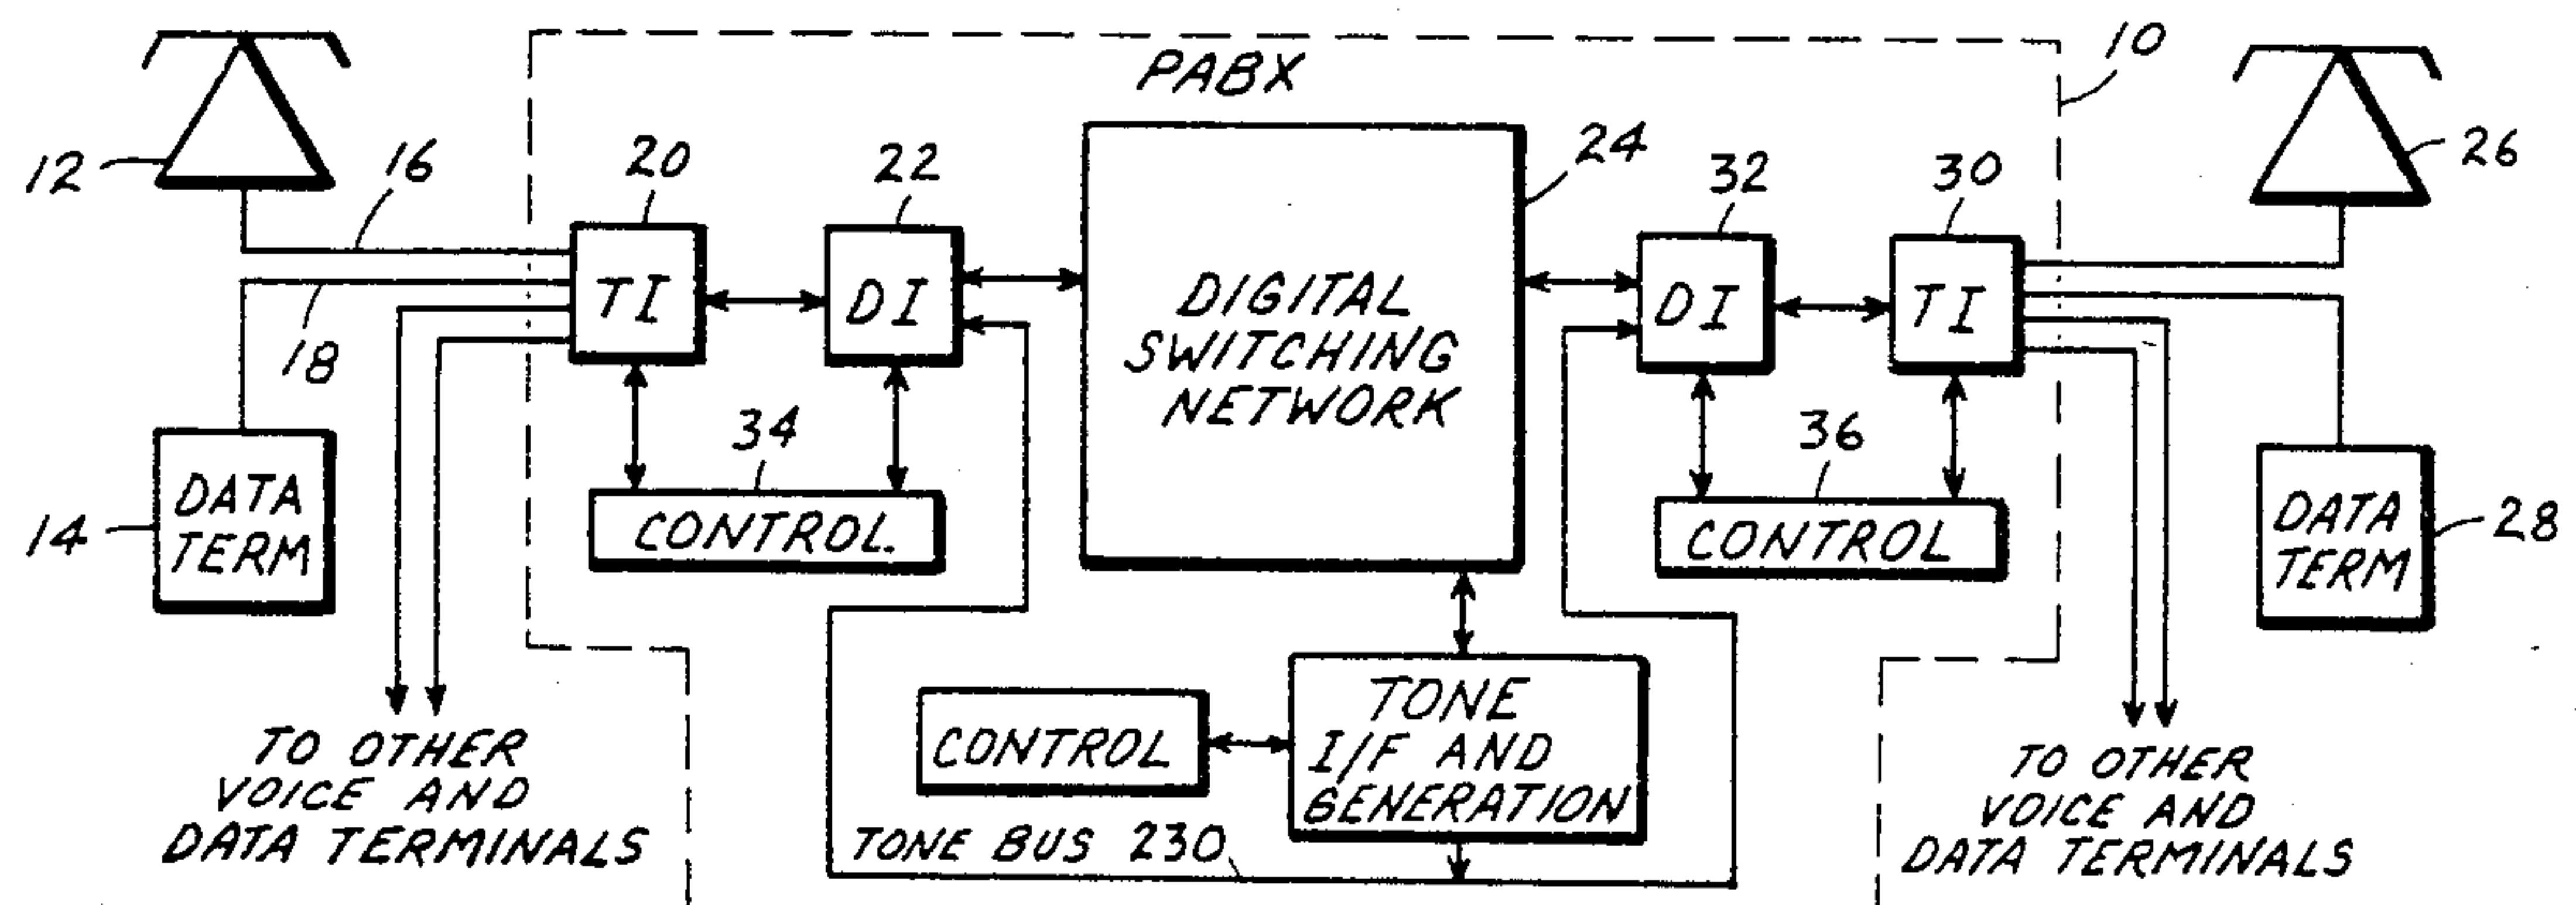 PABX
10
12
16
20
22
24
32
30
26
TI
DI
DIGITAL
SWITCHING
NETWORK
DI
TI
18
34
36
14
DATA
TERM
CONTROL.
CONTROL
DATA
TERM
28
TO OTHER
VOICE AND
DATA TERMINALS
CONTROL
TONE
I/F AND
GENERATION
TONE BUS 230
TO OTHER
VOICE AND
DATA TERMINALS